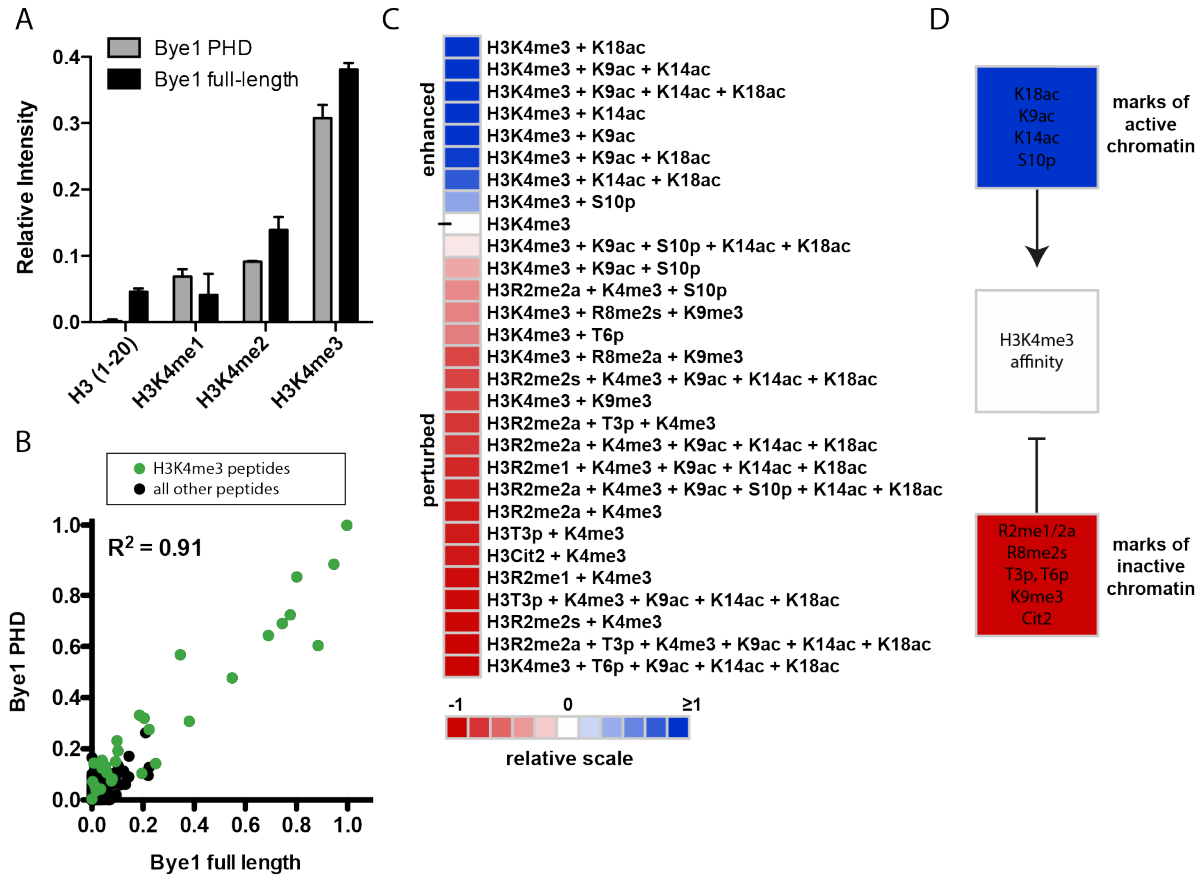 A
Bye1 PHD
Bye1 full-length
Relative Intensity
0.4
0.3
0.2
0.1
0.0
H3 (1-20)
H3K4me1
H3K4me2
H3K4me3
B
H3K4me3 peptides
all other peptides
R2 = 0.91
Bye1 PHD
1.0
0.8
0.6
0.4
0.2
0.0
0.0 0.2 0.4 0.6 0.8 1.0
Bye1 full length
C
enhanced
perturbed
H3K4me3 + K18ac
H3K4me3 + K9ac + K14ac
H3K4me3 + K9ac + K14ac + K18ac
H3K4me3 + K14ac
H3K4me3 + K9ac
H3K4me3 + K9ac + K18ac
H3K4me3 + K14ac + K18ac
H3K4me3 + S10p
H3K4me3
H3K4me3 + K9ac + S10p + K14ac + K18ac
H3K4me3 + K9ac + S10p
H3R2me2a + K4me3 + S10p
H3K4me3 + R8me2s + K9me3
H3K4me3 + T6p
H3K4me3 + R8me2a + K9me3
H3R2me2s + K4me3 + K9ac + K14ac + K18ac
H3K4me3 + K9me3
H3R2me2a + T3p + K4me3
H3R2me2a + K4me3 + K9ac + K14ac + K18ac
H3R2me1 + K4me3 + K9ac + K14ac + K18ac
H3R2me2a + K4me3 + K9ac + S10p + K14ac + K18ac
H3R2me2a + K4me3
H3T3p + K4me3
H3Cit2 + K4me3
H3R2me1 + K4me3
H3T3p + K4me3 + K9ac + K14ac + K18ac
H3R2me2s + K4me3
H3R2me2a + T3p + K4me3 + K9ac + K14ac + K18ac
H3K4me3 + T6p + K9ac + K14ac + K18ac
-1 0 ≥1
relative scale
D
K18ac
K9ac
K14ac
S10p
marks of
active
chromatin
H3K4me3
affinity
R2me1/2a
R8me2s
T3p, T6p
K9me3
Cit2
marks of
inactive
chromatin